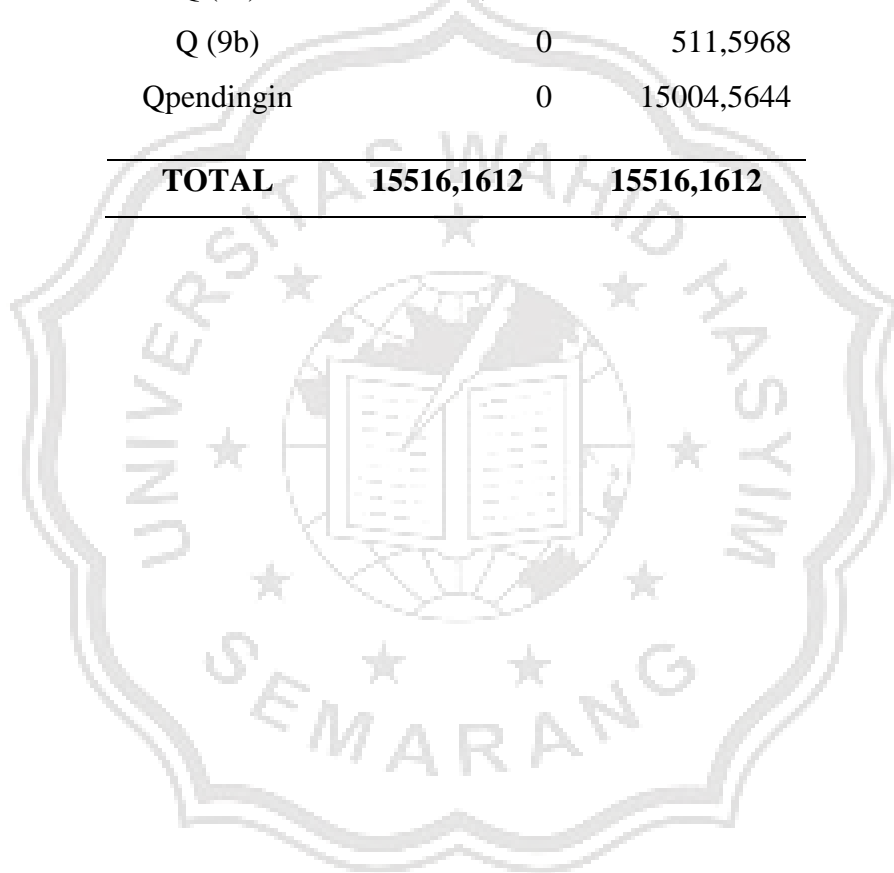 Q (9b) 0 511,5968
Qpendingin 0 15004,5644
TOTAL 15516,1612 15516,1612
UNIVERSITAS WAHID HASYIM
SEMARANG